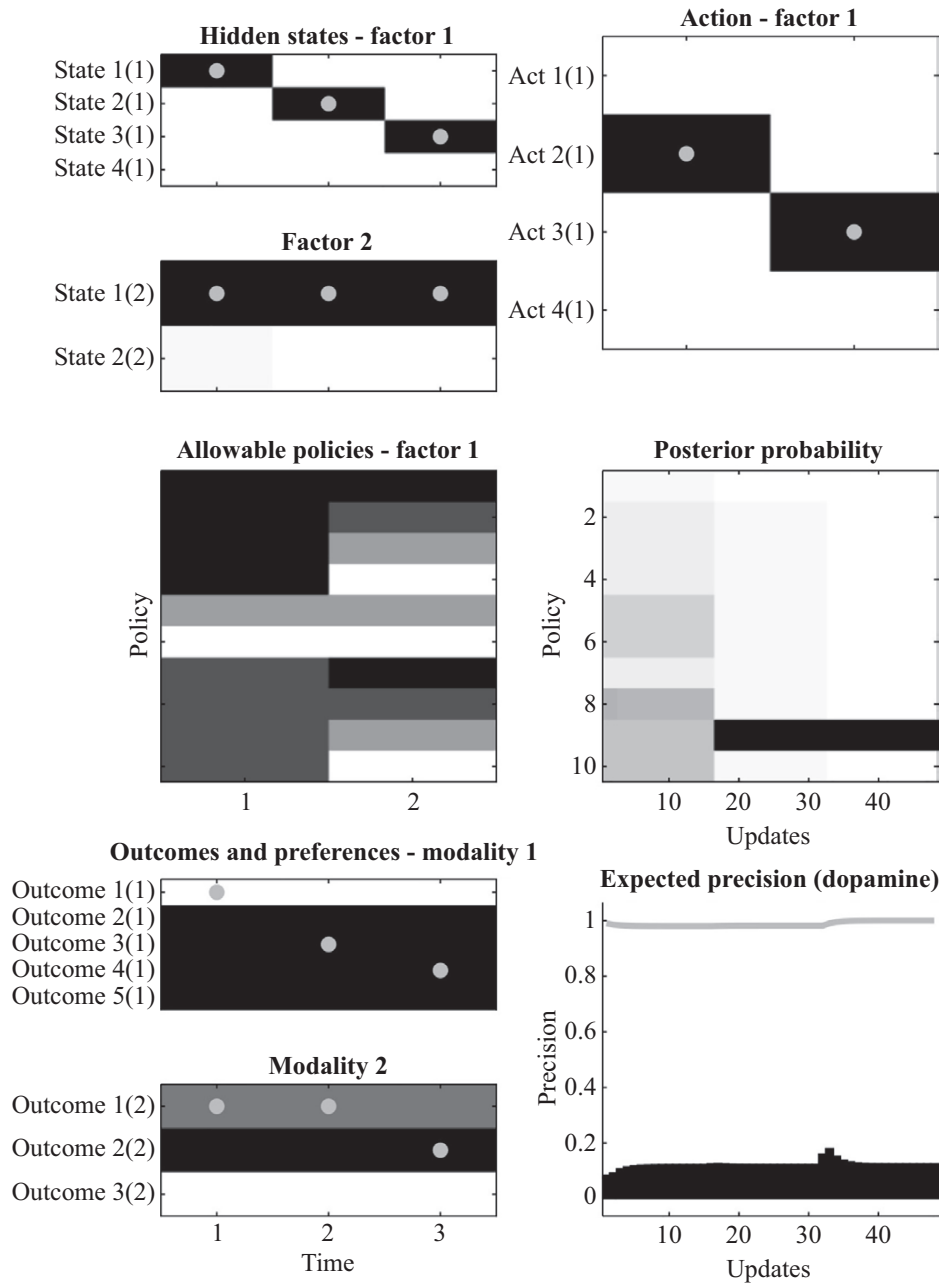 Hidden states - factor 1
State 1(1)
State 2(1)
State 3(1)
State 4(1)
Action - factor 1
Act 1(1)
Act 2(1)
Act 3(1)
Act 4(1)
Factor 2
State 1(2)
State 2(2)
Allowable policies - factor 1
Policy
1 2
Posterior probability
Policy
2
4
6
8
10
10 20 30 40
Updates
Outcomes and preferences - modality 1
Outcome 1(1)
Outcome 2(1)
Outcome 3(1)
Outcome 4(1)
Outcome 5(1)
Modality 2
Outcome 1(2)
Outcome 2(2)
Outcome 3(2)
1 2 3
Time
Expected precision (dopamine)
Precision
1
0.8
0.6
0.4
0.2
0
10 20 30 40
Updates